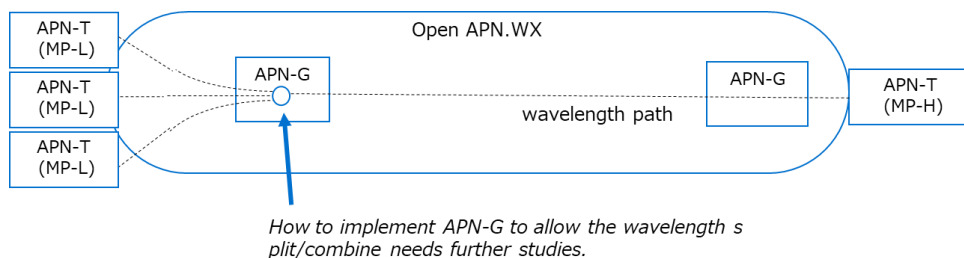 APN-T
(MP-L)
Open APN.WX
APN-T
(MP-L)
APN-T
(MP-L)
APN-G
APN-G
wavelength path
APN-T
(MP-H)
How to implement APN-G to allow the wavelength s
plit/combine needs further studies.